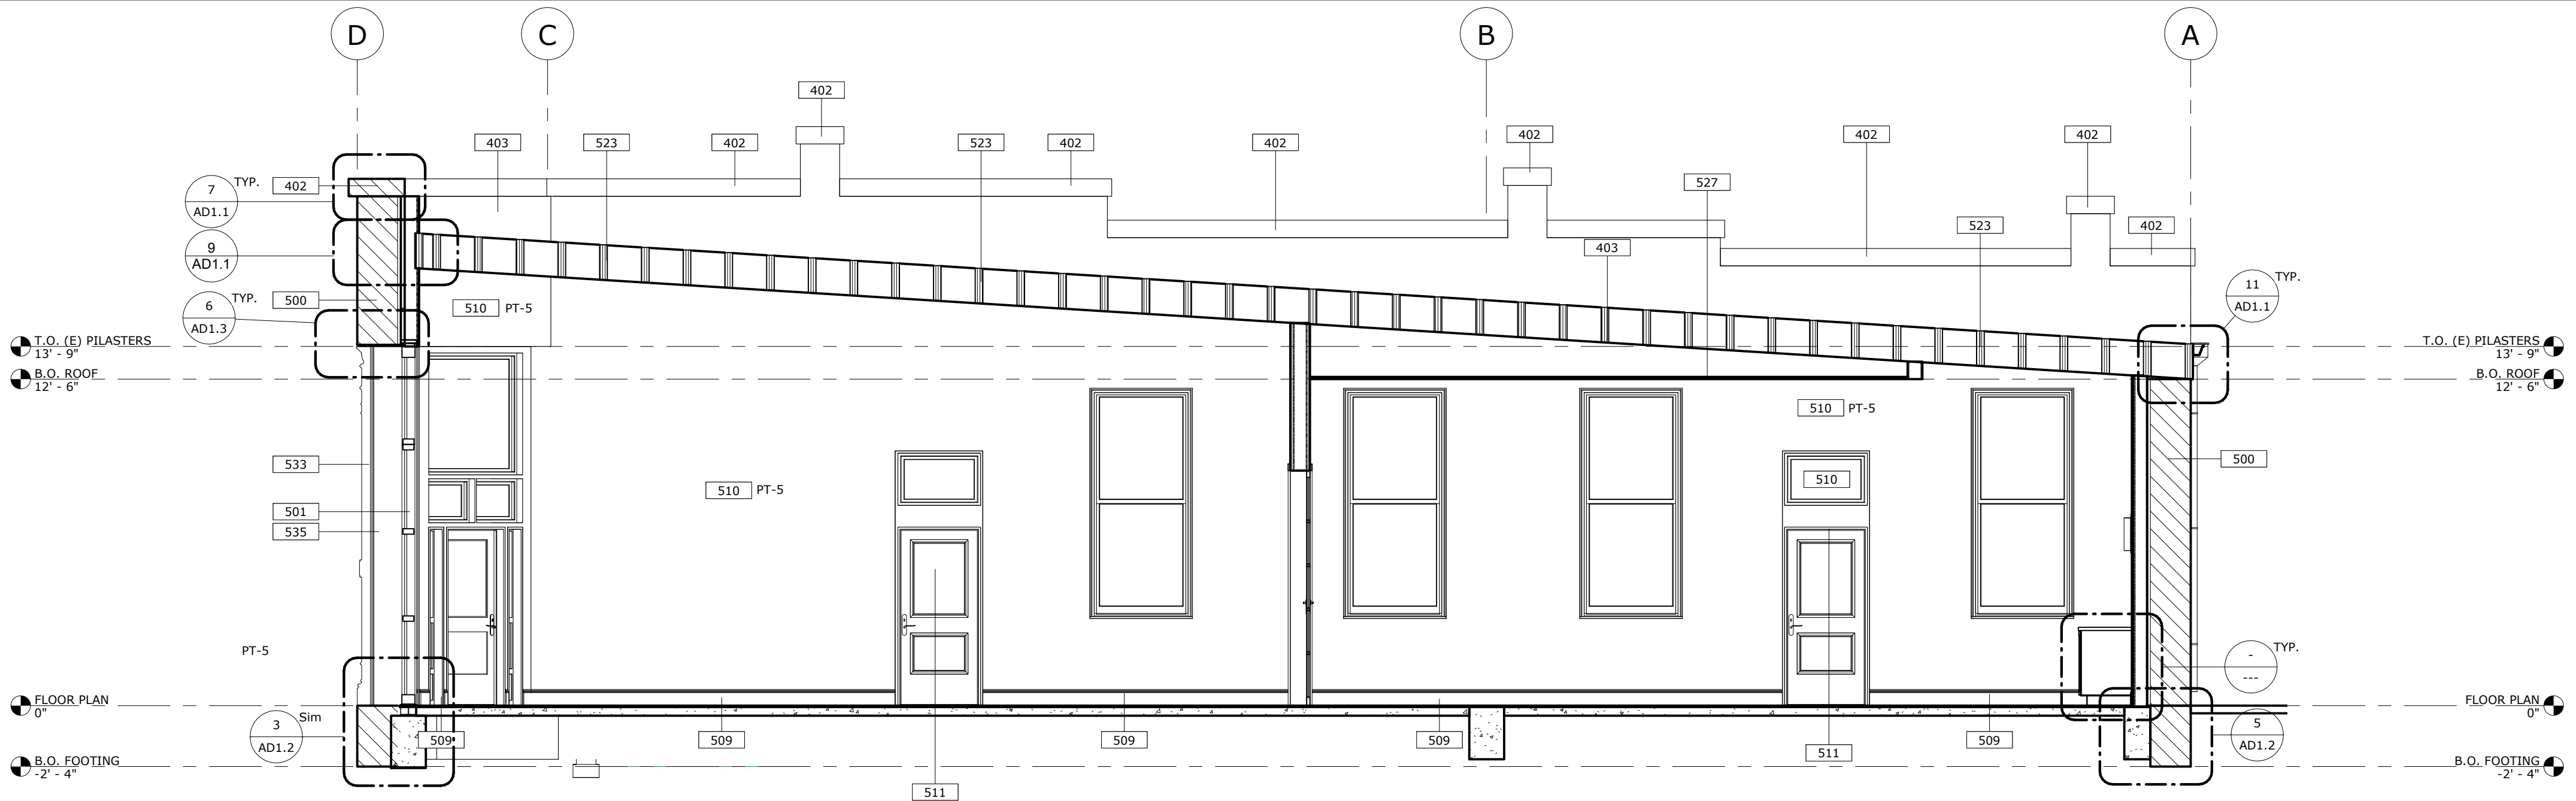 D
C
B
A
402
403
523
402
523
402
402
402
402
402
527
523
402
403
7
AD1.1
TYP.
402
9
AD1.1
6
AD1.3
TYP.
500
510 PT-5
11
AD1.1
TYP.
T.O. (E) PILASTERS
13' - 9"
B.O. ROOF
12' - 6"
T.O. (E) PILASTERS
13' - 9"
B.O. ROOF
12' - 6"
510 PT-5
533
501
535
510 PT-5
510
500
PT-5
-
---
TYP.
FLOOR PLAN
0"
FLOOR PLAN
0"
3
AD1.2
Sim
509
509
509
509
511
509
5
AD1.2
B.O. FOOTING
-2' - 4"
B.O. FOOTING
-2' - 4"
511